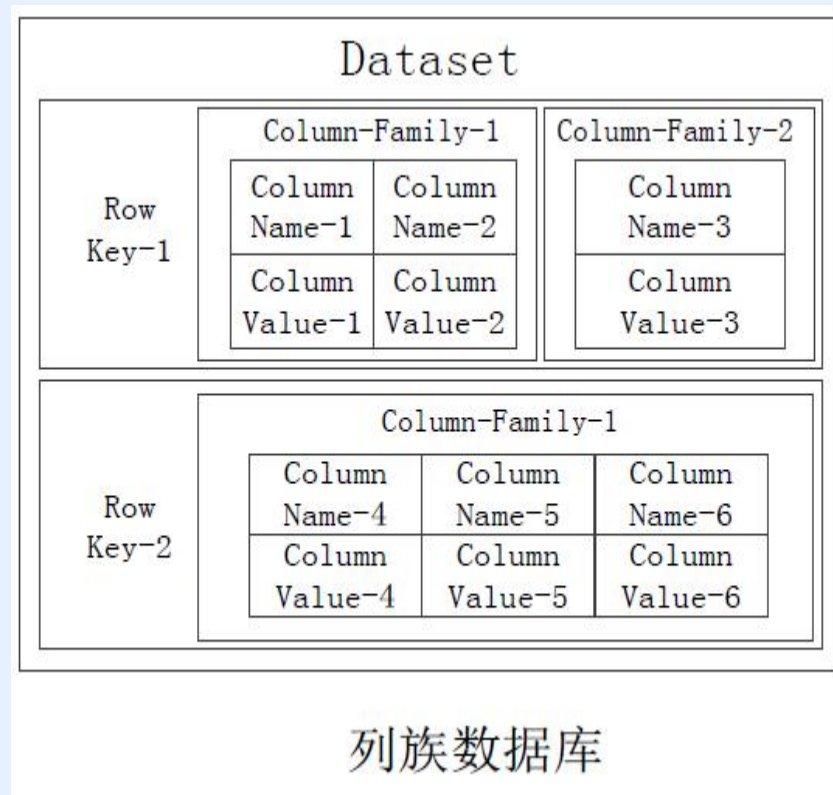 Dataset
Column-Family-1 Column-Family-2
Row
Key-1
Column Column Column
Name-1 Name-2 Name-3
Column Column Column
Value-1 Value-2 Value-3
Column-Family-1
Row
Key-2
Column Column Column
Name-4 Name-5 Name-6
Column Column Column
Value-4 Value-5 Value-6
列族数据库